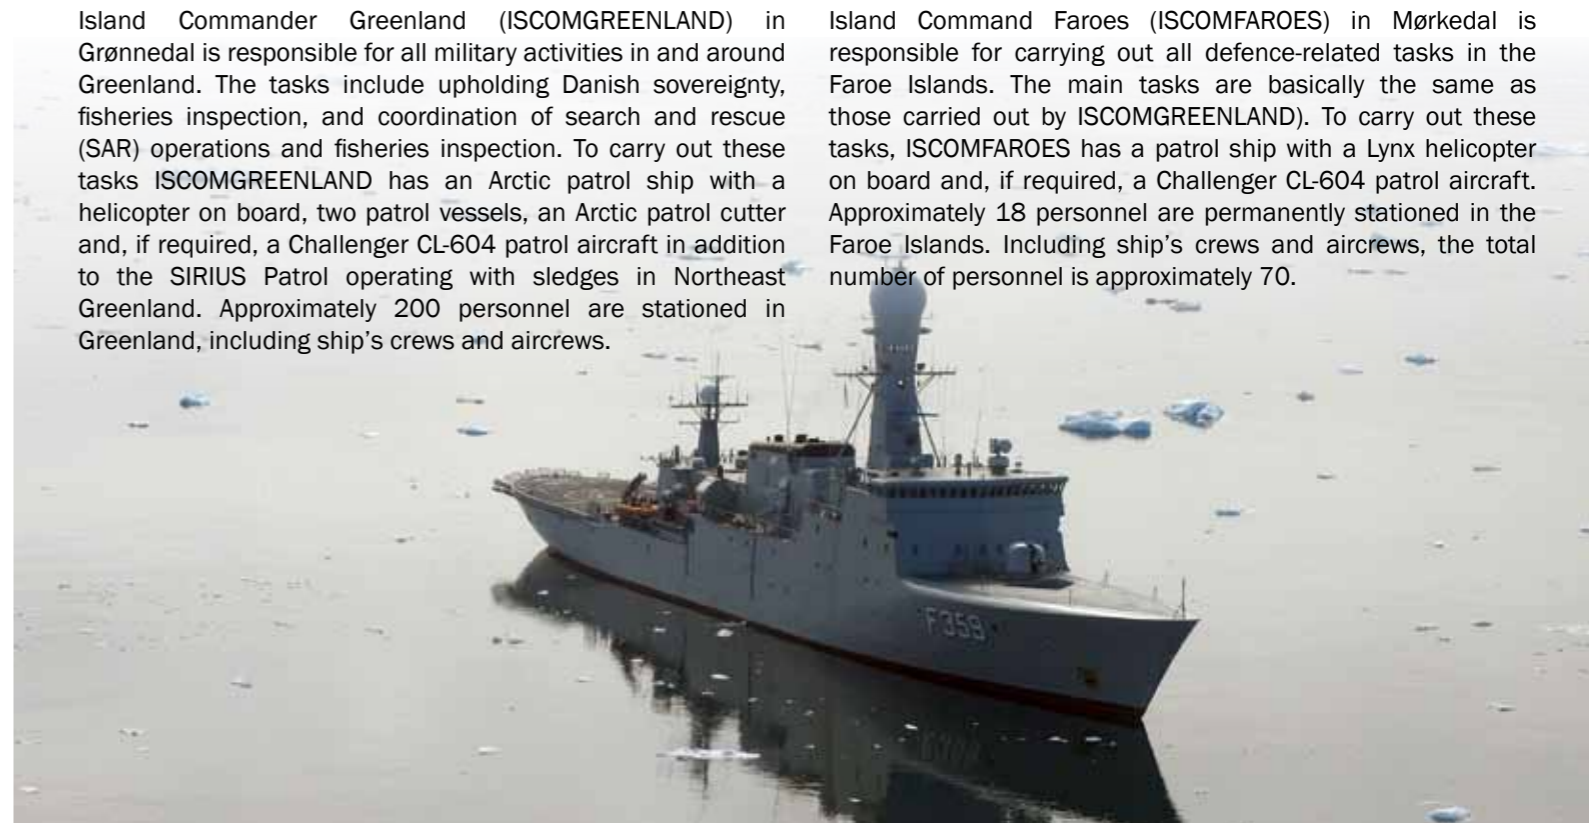 Island Commander Greenland (ISCOMGREENLAND) in
Grønnedal is responsible for all military activities in and around
Greenland. The tasks include upholding Danish sovereignty,
fisheries inspection, and coordination of search and rescue
(SAR) operations and fisheries inspection. To carry out these
tasks ISCOMGREENLAND has an Arctic patrol ship with a
helicopter on board, two patrol vessels, an Arctic patrol cutter
and, if required, a Challenger CL-604 patrol aircraft in addition
to the SIRIUS Patrol operating with sledges in Northeast
Greenland. Approximately 200 personnel are stationed in
Greenland, including ship's crews and aircrews.
Island Command Faroes (ISCOMFAROES) in Mørkedal is
responsible for carrying out all defence-related tasks in the
Faroe Islands. The main tasks are basically the same as
those carried out by ISCOMGREENLAND). To carry out these
tasks, ISCOMFAROES has a patrol ship with a Lynx helicopter
on board and, if required, a Challenger CL-604 patrol aircraft.
Approximately 18 personnel are permanently stationed in the
Faroe Islands. Including ship's crews and aircrews, the total
number of personnel is approximately 70.
F359